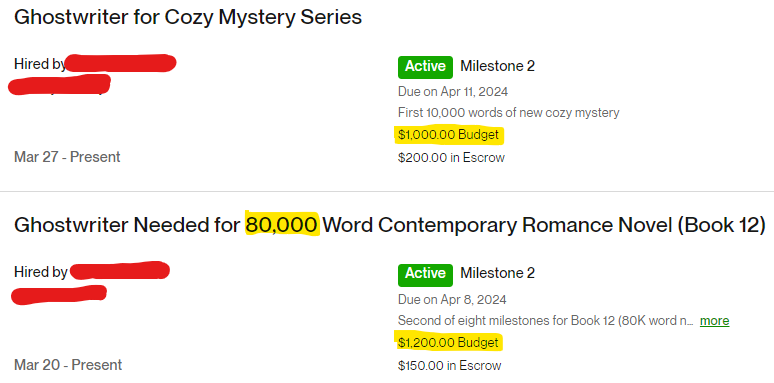 Ghostwriter for Cozy Mystery Series
Hired by
Active Milestone 2
Due on Apr 11, 2024
First 10,000 words of new cozy mystery
$1,000.00 Budget
Mar 27 - Present
$200.00 in Escrow
Ghostwriter Needed for 80,000 Word Contemporary Romance Novel (Book 12)
Hired by
Active Milestone 2
Due on Apr 8, 2024
Second of eight milestones for Book 12 (80K word n... more
$1,200.00 Budget
Mar 20 - Present
$150.00 in Escrow